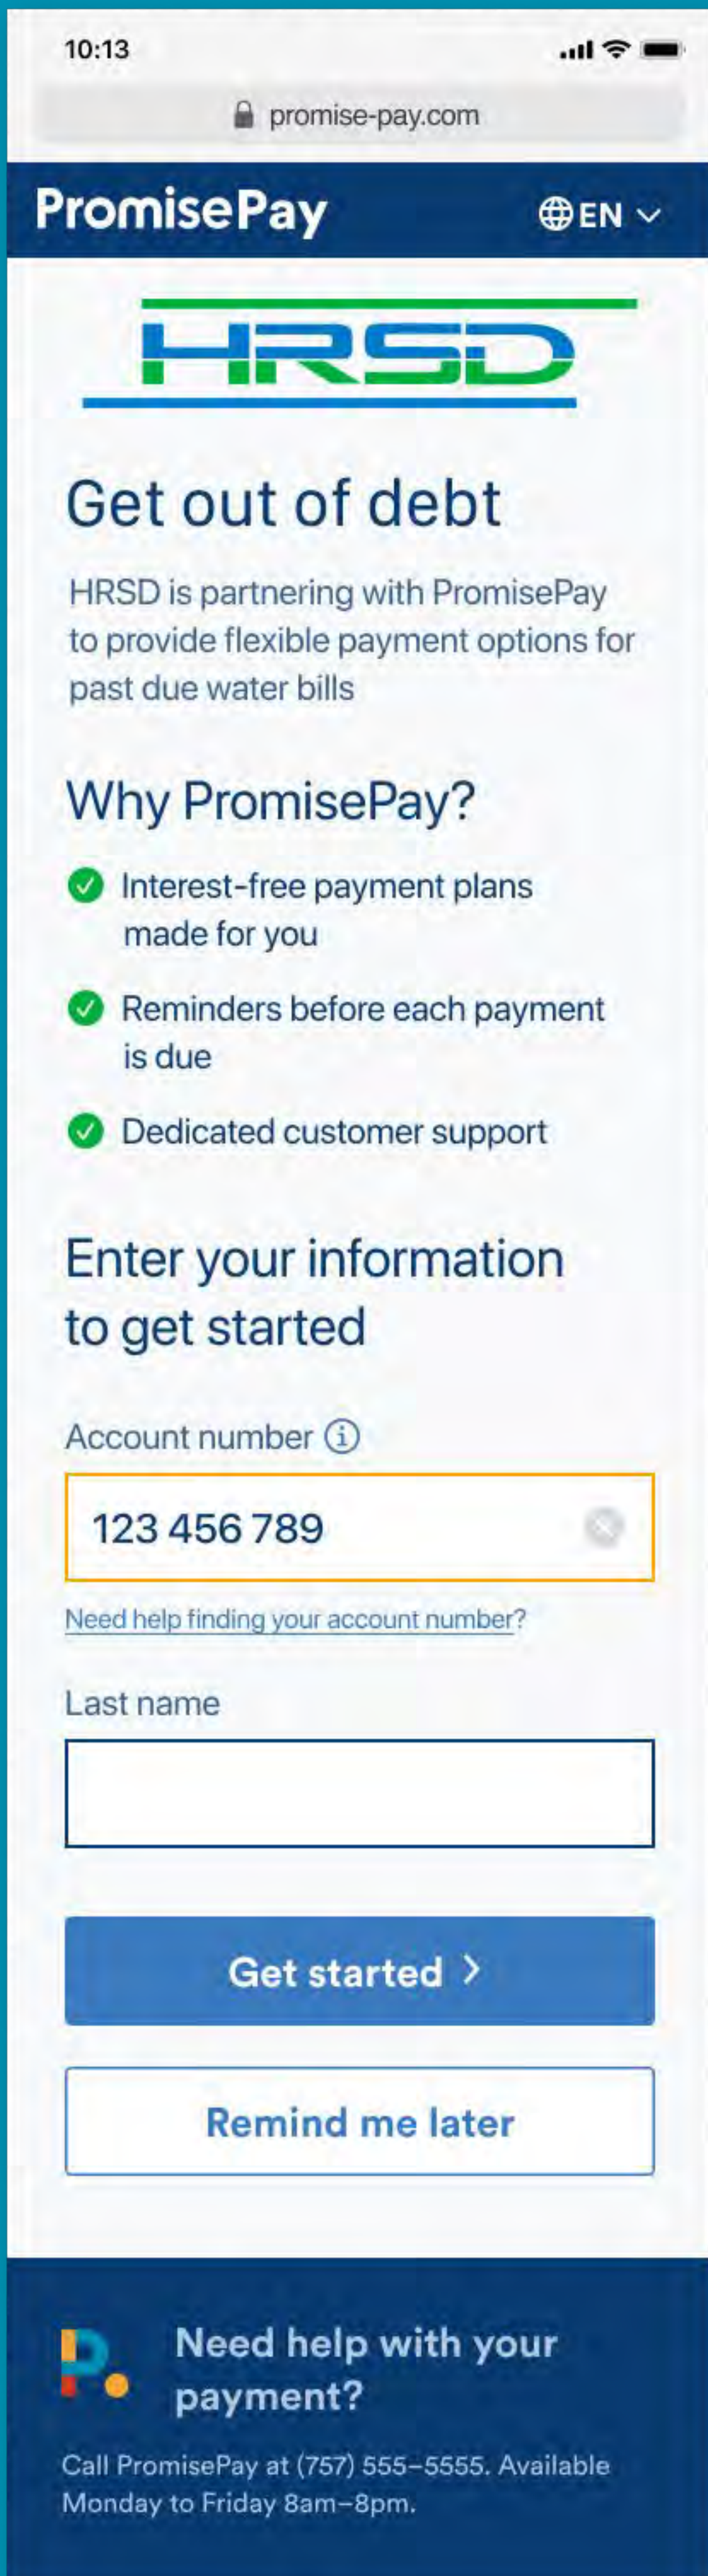 10:13
promise-pay.com
PromisePay
EN
HRSD
Get out of debt
HRSD is partnering with PromisePay
to provide flexible payment options for
past due water bills
Why PromisePay?
Interest-free payment plans
made for you
Reminders before each payment
is due
Dedicated customer support
Enter your information
to get started
Account number
123 456 789
Need help finding your account number?
Last name
Get started
Remind me later
Need help with your
payment?
Call PromisePay at (757) 555–5555. Available
Monday to Friday 8am–8pm.